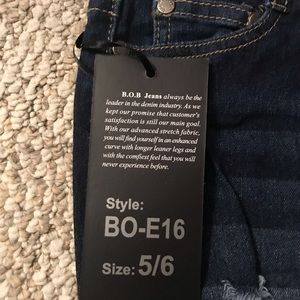 B.O.B Jeans always be the
leader in the denim industry. As we
kept our promise that customer's
satisfaction is still our main goal.
With our advanced stretch fabric,
you will find yourself in an enhanced
curve with longer leaner legs and
with the comfiest feel that you will
never experience before.
Style:
BO-E16
Size: 5/6